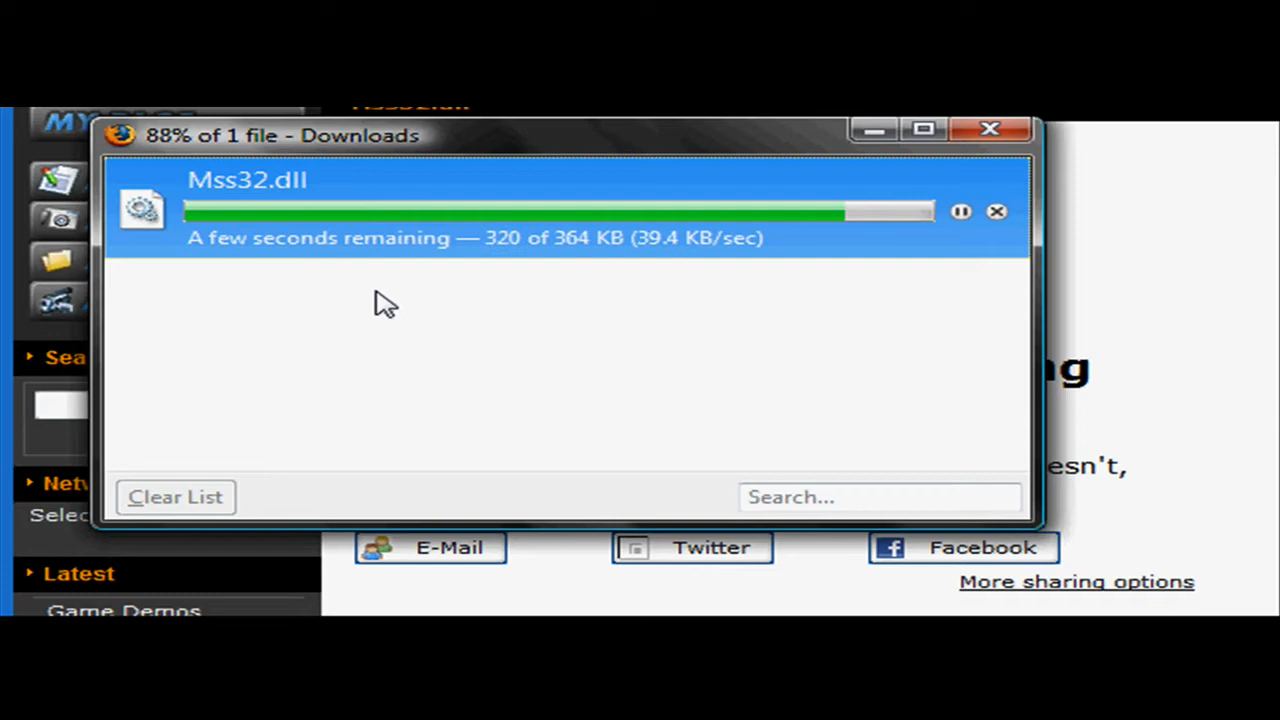 88% of 1 file - Downloads
Mss32.dll
A few seconds remaining — 320 of 364 KB (39.4 KB/sec)
Sea
ng
esn't,
Clear List
Search...
Net
Selec
E-Mail
Twitter
Facebook
Latest
More sharing options
Game Demos